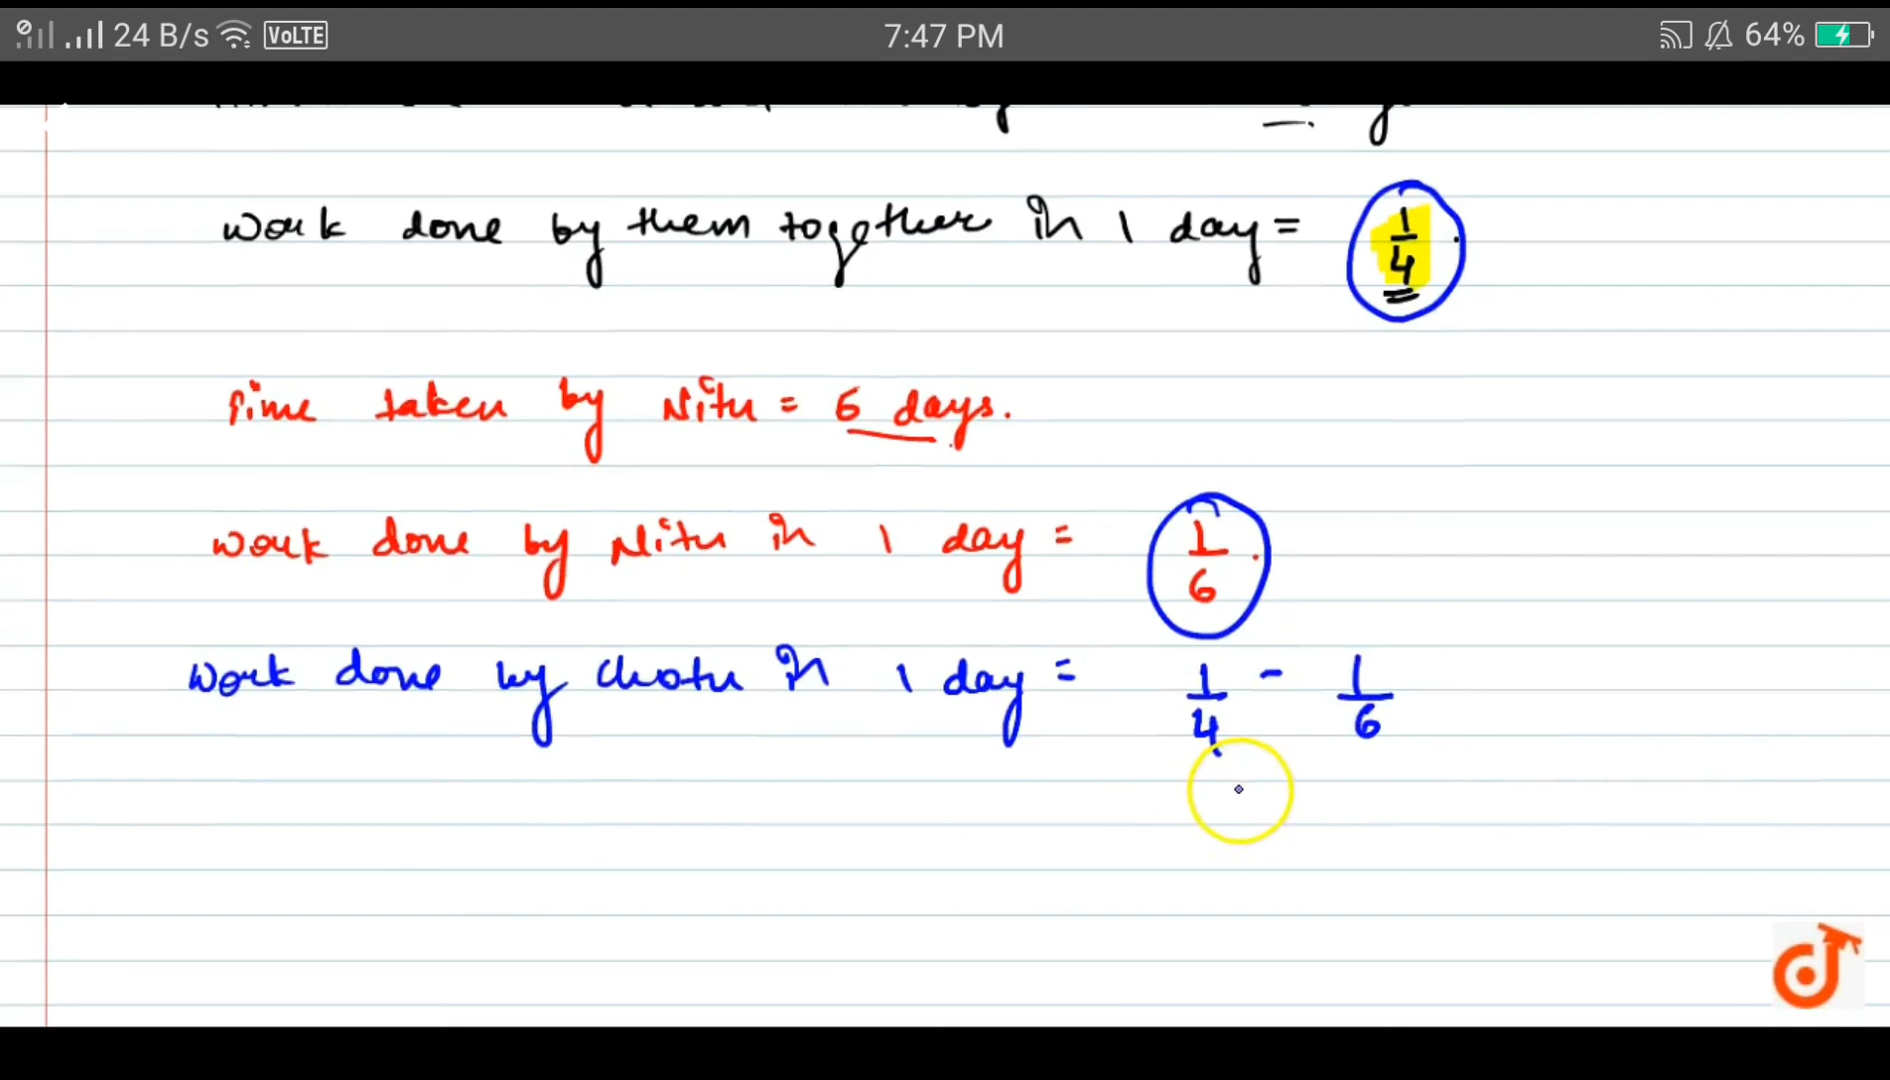 24 B/s VoLTE 7:47 PM 64%
Work done by them together in 1 day = 1/4.
Time taken by Nitu = 6 days.
Work done by Nitu in 1 day = 1/6.
Work done by Chotu in 1 day = 1/4 - 1/6